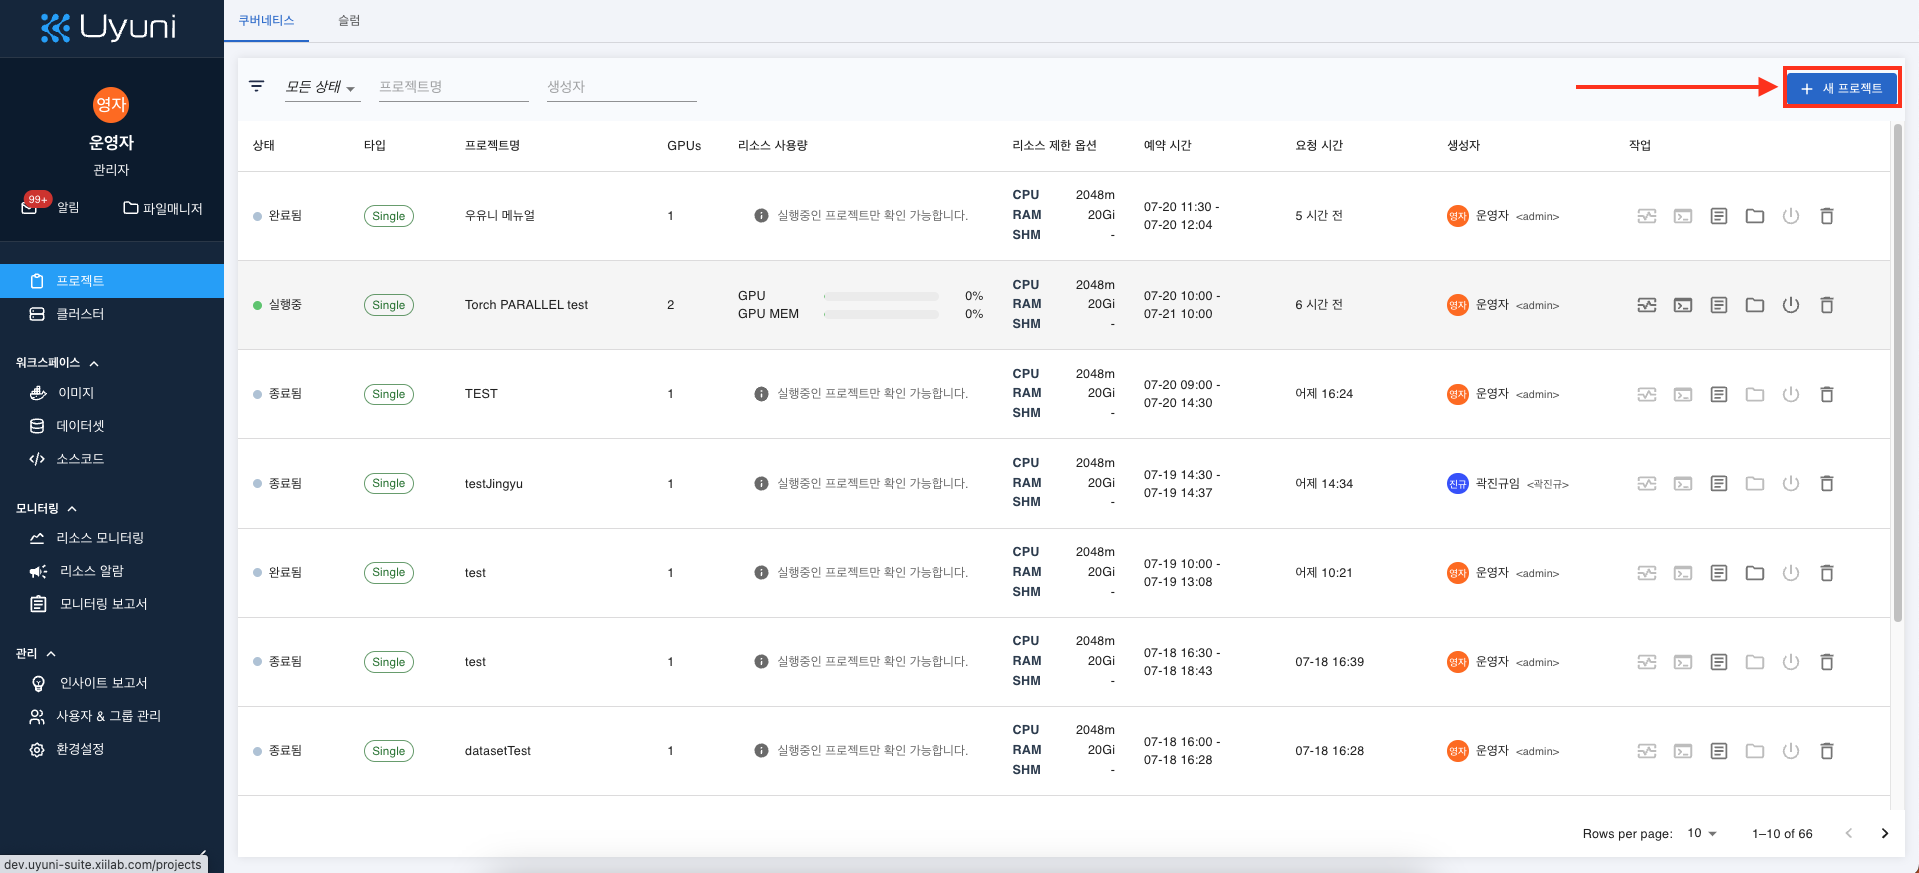 Uyuni
쿠버네티스 슬럼
영자
운영자
관리자
99+ 알림 파일매니저
프로젝트
클러스터
워크스페이스
이미지
데이터셋
소스코드
모니터링
리소스 모니터링
리소스 알람
모니터링 보고서
관리
인사이트 보고서
사용자 & 그룹 관리
환경설정
dev.uyuni-suite.xiilab.com/projects
모든 상태 프로젝트명 생성자
+ 새 프로젝트
상태 타입 프로젝트명 GPUs 리소스 사용량 리소스 제한 옵션 예약 시간 요청 시간 생성자 작업
완료됨 Single 우유니 메뉴얼 1 실행중인 프로젝트만 확인 가능합니다.
CPU 2048m
RAM 20Gi
SHM -
07-20 11:30 -
07-20 12:04
5 시간 전 영자 운영자 <admin>
실행중 Single Torch PARALLEL test 2
GPU 0%
GPU MEM 0%
CPU 2048m
RAM 20Gi
SHM -
07-20 10:00 -
07-21 10:00
6 시간 전 영자 운영자 <admin>
종료됨 Single TEST 1 실행중인 프로젝트만 확인 가능합니다.
CPU 2048m
RAM 20Gi
SHM -
07-20 09:00 -
07-20 14:30
어제 16:24 영자 운영자 <admin>
종료됨 Single testJingyu 1 실행중인 프로젝트만 확인 가능합니다.
CPU 2048m
RAM 20Gi
SHM -
07-19 14:30 -
07-19 14:37
어제 14:34 진규 곽진규임 <곽진규>
완료됨 Single test 1 실행중인 프로젝트만 확인 가능합니다.
CPU 2048m
RAM 20Gi
SHM -
07-19 10:00 -
07-19 13:08
어제 10:21 영자 운영자 <admin>
종료됨 Single test 1 실행중인 프로젝트만 확인 가능합니다.
CPU 2048m
RAM 20Gi
SHM -
07-18 16:30 -
07-18 18:43
07-18 16:39 영자 운영자 <admin>
종료됨 Single datasetTest 1 실행중인 프로젝트만 확인 가능합니다.
CPU 2048m
RAM 20Gi
SHM -
07-18 16:00 -
07-18 16:28
07-18 16:28 영자 운영자 <admin>
Rows per page: 10 1–10 of 66